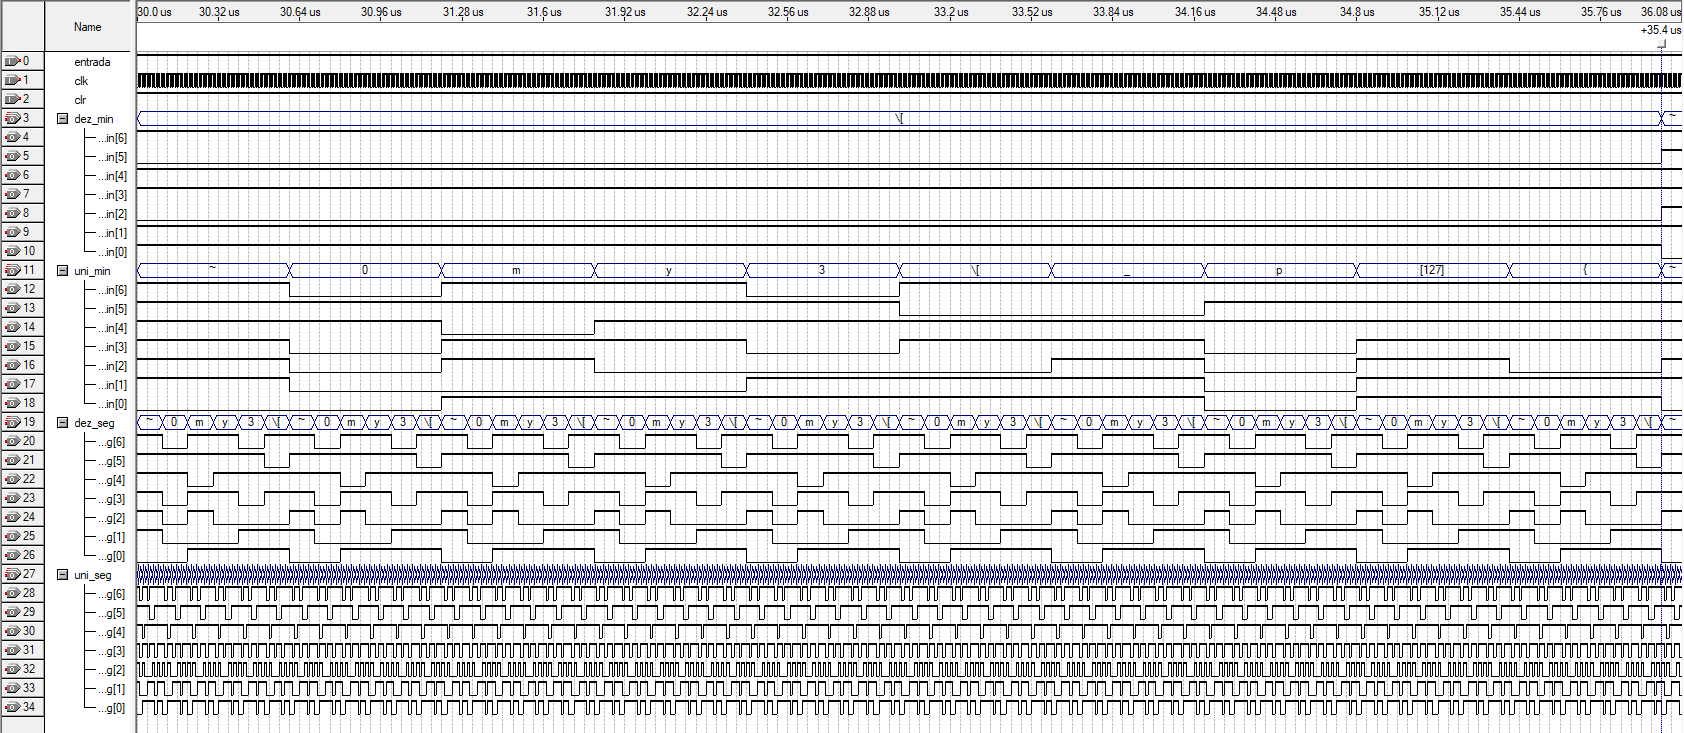 30.0 us 30.32 us 30.64 us 30.96 us 31.28 us 31.6 us 31.92 us 32.24 us 32.56 us 32.88 us 33.2 us 33.52 us 33.84 us 34.16 us 34.48 us 34.8 us 35.12 us 35.44 us 35.76 us 36.08 us
Name
+35.4 us
0 entrada
1 clk
2 clr
3 dez_min \[ ~
4 ...in[6]
5 ...in[5]
6 ...in[4]
7 ...in[3]
8 ...in[2]
9 ...in[1]
10 ...in[0]
11 uni_min ~ 0 m y 3 \[ _ p [127] { ~
12 ...in[6]
13 ...in[5]
14 ...in[4]
15 ...in[3]
16 ...in[2]
17 ...in[1]
18 ...in[0]
19 dez_seg ~ 0 m y 3 \[ ~ 0 m y 3 \[ ~ 0 m y 3 \[ ~ 0 m y 3 \[ ~ 0 m y 3 \[ ~ 0 m y 3 \[ ~ 0 m y 3 \[ ~ 0 m y 3 \[ ~ 0 m y 3 \[ ~ 0 m y 3 \[ ~
20 ...g[6]
21 ...g[5]
22 ...g[4]
23 ...g[3]
24 ...g[2]
25 ...g[1]
26 ...g[0]
27 uni_seg
28 ...g[6]
29 ...g[5]
30 ...g[4]
31 ...g[3]
32 ...g[2]
33 ...g[1]
34 ...g[0]